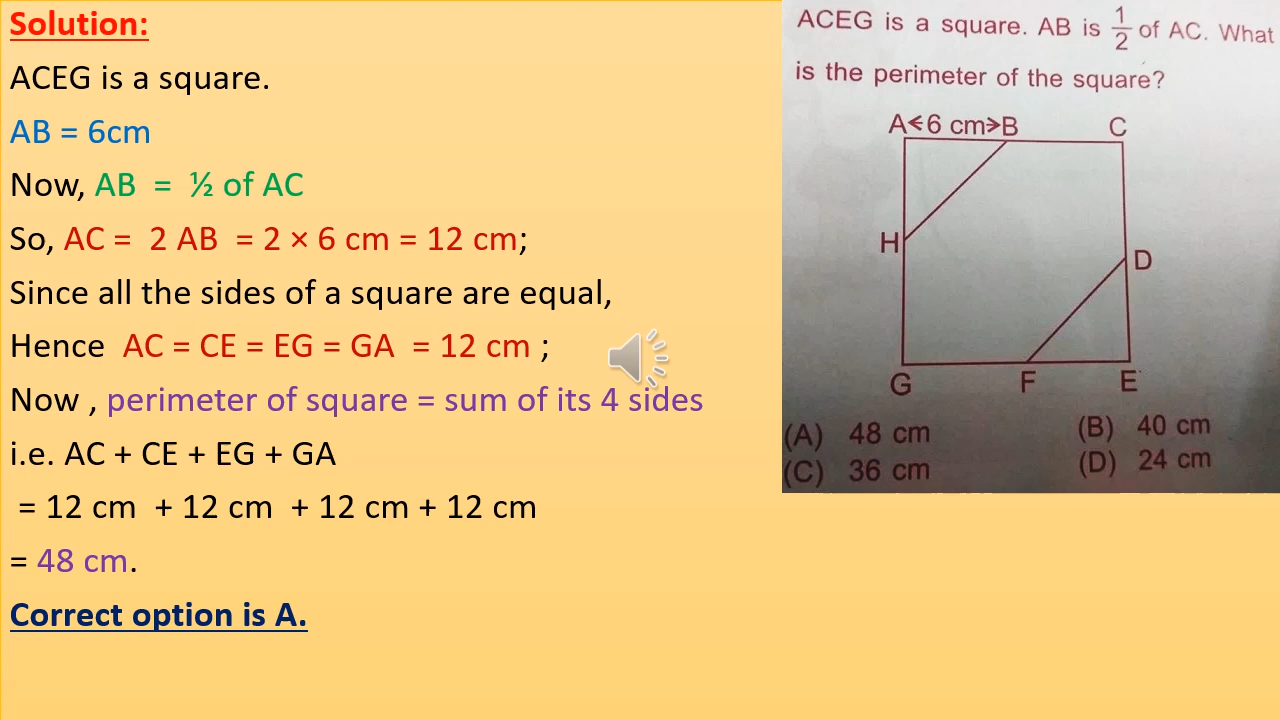 Solution:
ACEG is a square.
AB = 6cm
Now, AB = ½ of AC
So, AC = 2 AB = 2 × 6 cm = 12 cm;
Since all the sides of a square are equal,
Hence AC = CE = EG = GA = 12 cm ;
Now , perimeter of square = sum of its 4 sides
i.e. AC + CE + EG + GA
= 12 cm + 12 cm + 12 cm + 12 cm
= 48 cm.
Correct option is A.
ACEG is a square. AB is 1/2 of AC. What
is the perimeter of the square?
A<6 cm>B C
H
D
G F E
(A) 48 cm (B) 40 cm
(C) 36 cm (D) 24 cm